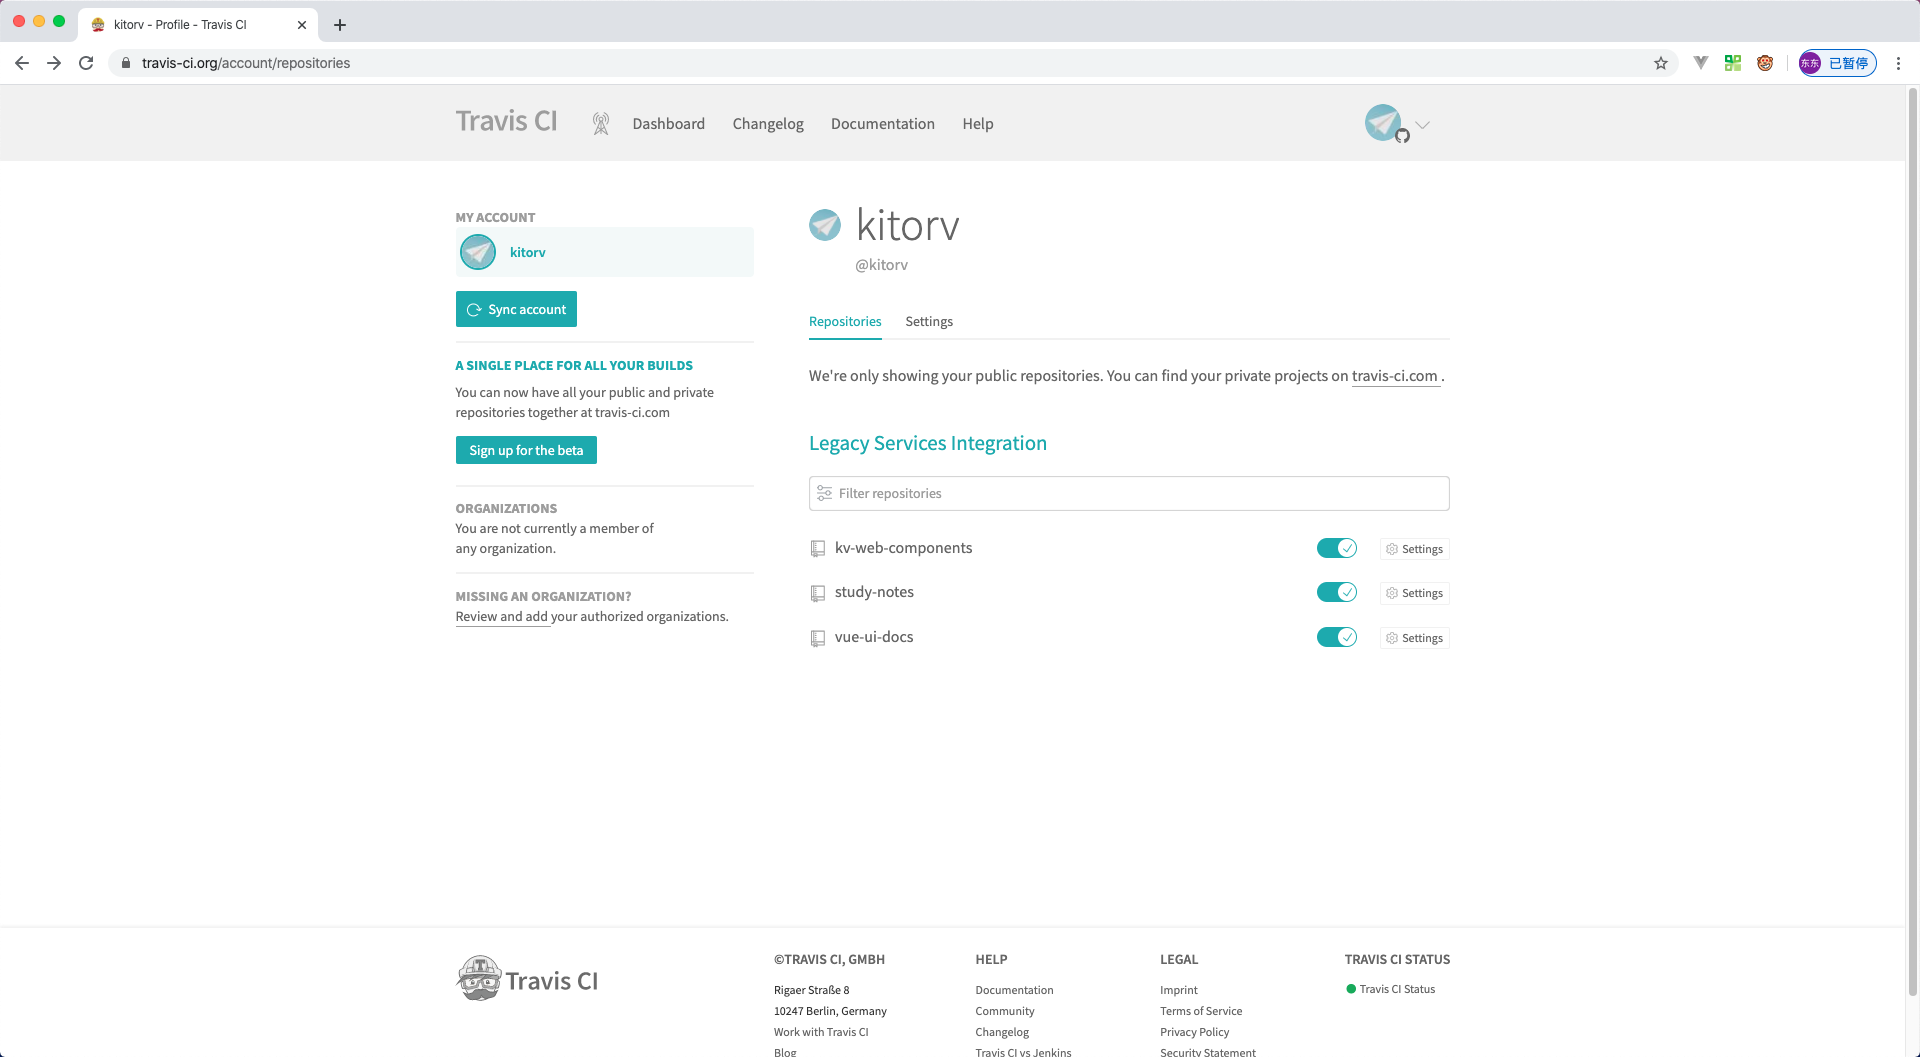 kitorv - Profile - Travis CI
travis-ci.org/account/repositories
东东 已暂停
Travis CI
Dashboard
Changelog
Documentation
Help
MY ACCOUNT
kitorv
Sync account
A SINGLE PLACE FOR ALL YOUR BUILDS
You can now have all your public and private
repositories together at travis-ci.com
Sign up for the beta
ORGANIZATIONS
You are not currently a member of
any organization.
MISSING AN ORGANIZATION?
Review and add your authorized organizations.
kitorv
@kitorv
Repositories
Settings
We're only showing your public repositories. You can find your private projects on travis-ci.com .
Legacy Services Integration
Filter repositories
kv-web-components
Settings
study-notes
Settings
vue-ui-docs
Settings
Travis CI
©TRAVIS CI, GMBH
Rigaer Straße 8
10247 Berlin, Germany
Work with Travis CI
Blog
HELP
Documentation
Community
Changelog
Travis CI vs Jenkins
LEGAL
Imprint
Terms of Service
Privacy Policy
Security Statement
TRAVIS CI STATUS
Travis CI Status